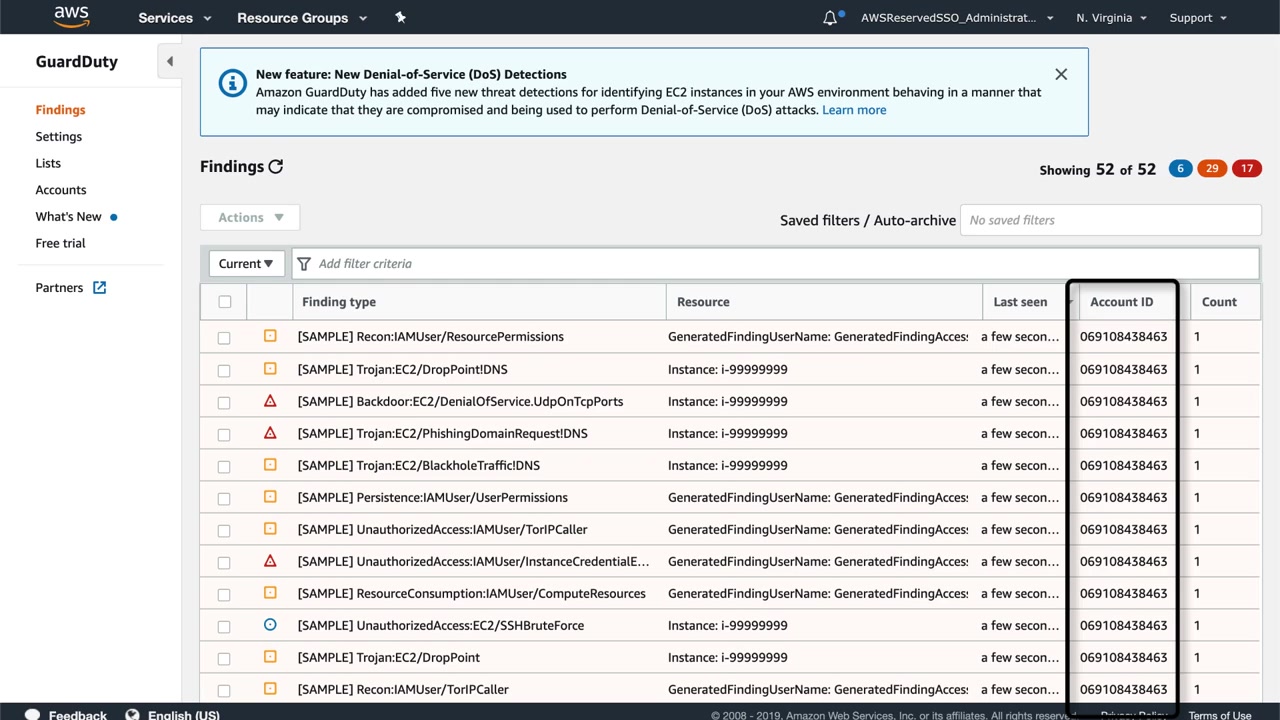 aws Services Resource Groups AWSReservedSSO_Administrat... N. Virginia Support
GuardDuty
Findings
Settings
Lists
Accounts
What's New
Free trial
Partners
New feature: New Denial-of-Service (DoS) Detections
Amazon GuardDuty has added five new threat detections for identifying EC2 instances in your AWS environment behaving in a manner that
may indicate that they are compromised and being used to perform Denial-of-Service (DoS) attacks. Learn more
Findings Showing 52 of 52 6 29 17
Actions Saved filters / Auto-archive No saved filters
Current Add filter criteria
Finding type Resource Last seen Account ID Count
[SAMPLE] Recon:IAMUser/ResourcePermissions GeneratedFindingUserName: GeneratedFindingAcces a few secon... 069108438463 1
[SAMPLE] Trojan:EC2/DropPoint!DNS Instance: i-99999999 a few secon... 069108438463 1
[SAMPLE] Backdoor:EC2/DenialOfService.UdpOnTcpPorts Instance: i-99999999 a few secon... 069108438463 1
[SAMPLE] Trojan:EC2/PhishingDomainRequest!DNS Instance: i-99999999 a few secon... 069108438463 1
[SAMPLE] Trojan:EC2/BlackholeTraffic!DNS Instance: i-99999999 a few secon... 069108438463 1
[SAMPLE] Persistence:IAMUser/UserPermissions GeneratedFindingUserName: GeneratedFindingAcces a few secon... 069108438463 1
[SAMPLE] UnauthorizedAccess:IAMUser/TorIPCaller GeneratedFindingUserName: GeneratedFindingAcces a few secon... 069108438463 1
[SAMPLE] UnauthorizedAccess:IAMUser/InstanceCredentialE... GeneratedFindingUserName: GeneratedFindingAcces a few secon... 069108438463 1
[SAMPLE] ResourceConsumption:IAMUser/ComputeResources GeneratedFindingUserName: GeneratedFindingAcces a few secon... 069108438463 1
[SAMPLE] UnauthorizedAccess:EC2/SSHBruteForce Instance: i-99999999 a few secon... 069108438463 1
[SAMPLE] Trojan:EC2/DropPoint Instance: i-99999999 a few secon... 069108438463 1
[SAMPLE] Recon:IAMUser/TorIPCaller GeneratedFindingUserName: GeneratedFindingAcces a few secon... 069108438463 1
Feedback English (US) © 2008 - 2019, Amazon Web Services, Inc. or its affiliates. All rights reserved Privacy Policy Terms of Use